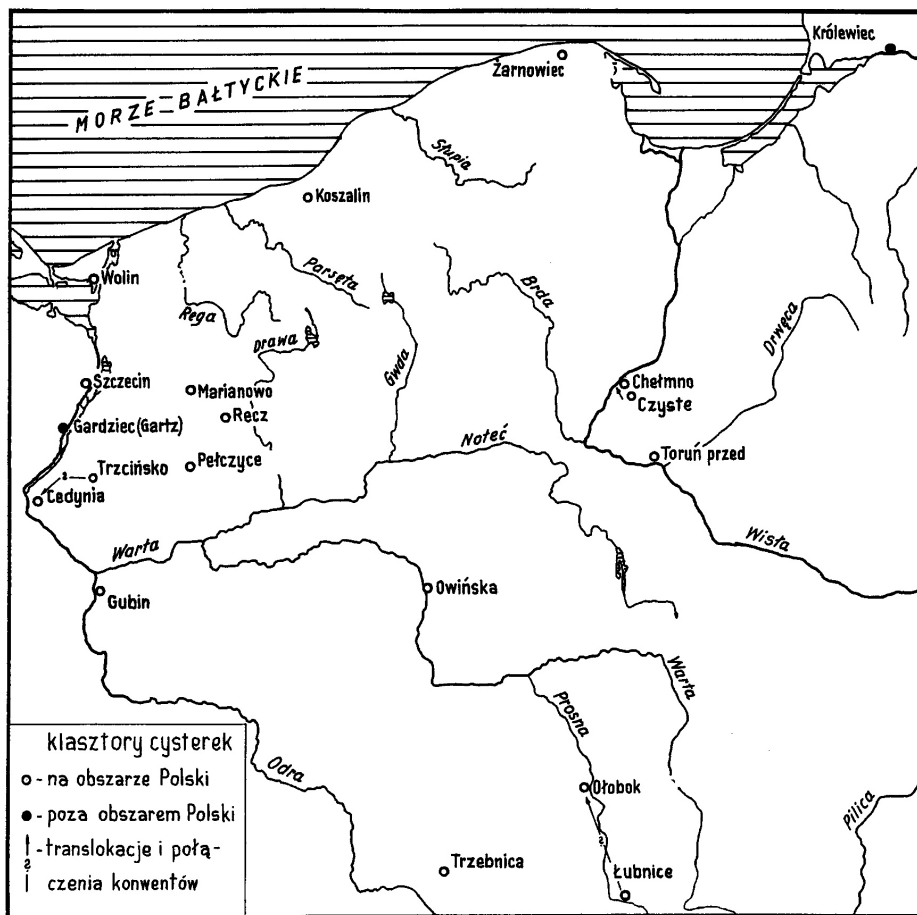 Królewiec
Żarnowiec
MORZE BAŁTYCKIE
Słupia
Koszalin
Wolin
Parsęta
Brda
Rega
Drawa
Drwęca
Gwda
Szczecin
Marianowo
Chełmno
Czyste
Recz
Gardziec (Gartz)
Noteć
Toruń przed
Pełczyce
Trzcińsko
?
Cedynia
Warta
Wisła
Gubin
Owińska
Warta
Prosna
Odra
Ołobok
Pilica
?
Trzebnica
Łubnice
klasztory cysterek
- na obszarze Polski
- poza obszarem Polski
- translokacje i połą-
?
czenia konwentów